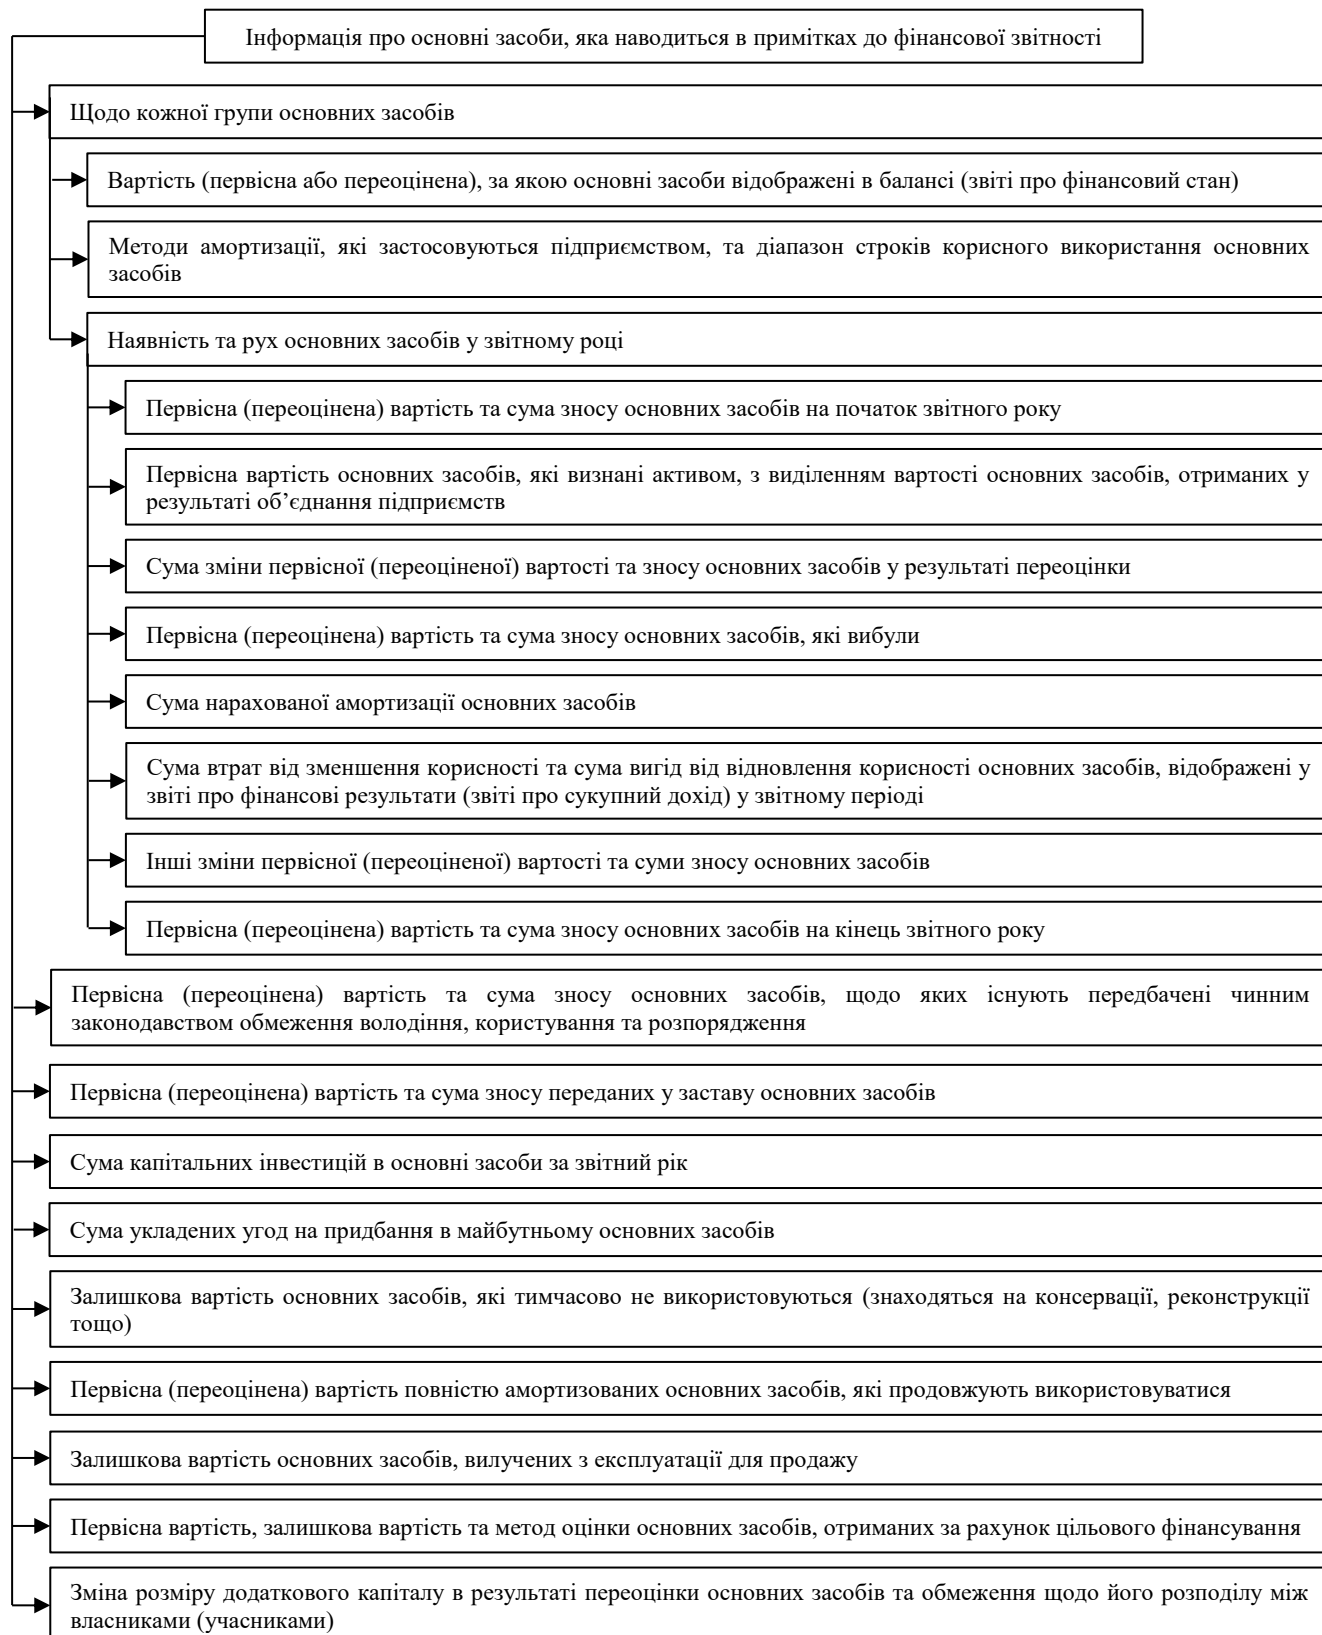 Інформація про основні засоби, яка наводиться в примітках до фінансової звітності
Щодо кожної групи основних засобів
Вартість (первісна або переоцінена), за якою основні засоби відображені в балансі (звіті про фінансовий стан)
Методи амортизації, які застосовуються підприємством, та діапазон строків корисного використання основних
засобів
Наявність та рух основних засобів у звітному році
Первісна (переоцінена) вартість та сума зносу основних засобів на початок звітного року
Первісна вартість основних засобів, які визнані активом, з виділенням вартості основних засобів, отриманих у
результаті об’єднання підприємств
Сума зміни первісної (переоціненої) вартості та зносу основних засобів у результаті переоцінки
Первісна (переоцінена) вартість та сума зносу основних засобів, які вибули
Сума нарахованої амортизації основних засобів
Сума втрат від зменшення корисності та сума вигід від відновлення корисності основних засобів, відображені у
звіті про фінансові результати (звіті про сукупний дохід) у звітному періоді
Інші зміни первісної (переоціненої) вартості та суми зносу основних засобів
Первісна (переоцінена) вартість та сума зносу основних засобів на кінець звітного року
Первісна (переоцінена) вартість та сума зносу основних засобів, щодо яких існують передбачені чинним
законодавством обмеження володіння, користування та розпорядження
Первісна (переоцінена) вартість та сума зносу переданих у заставу основних засобів
Сума капітальних інвестицій в основні засоби за звітний рік
Сума укладених угод на придбання в майбутньому основних засобів
Залишкова вартість основних засобів, які тимчасово не використовуються (знаходяться на консервації, реконструкції
тощо)
Первісна (переоцінена) вартість повністю амортизованих основних засобів, які продовжують використовуватися
Залишкова вартість основних засобів, вилучених з експлуатації для продажу
Первісна вартість, залишкова вартість та метод оцінки основних засобів, отриманих за рахунок цільового фінансування
Зміна розміру додаткового капіталу в результаті переоцінки основних засобів та обмеження щодо його розподілу між
власниками (учасниками)